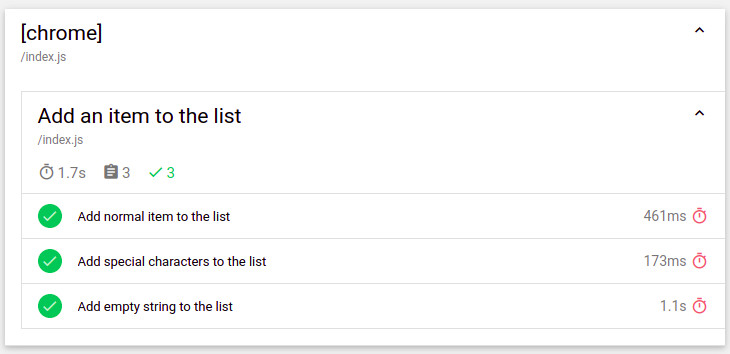 [chrome]
/index.js
Add an item to the list
/index.js
1.7s 3 3
Add normal item to the list 461ms
Add special characters to the list 173ms
Add empty string to the list 1.1s